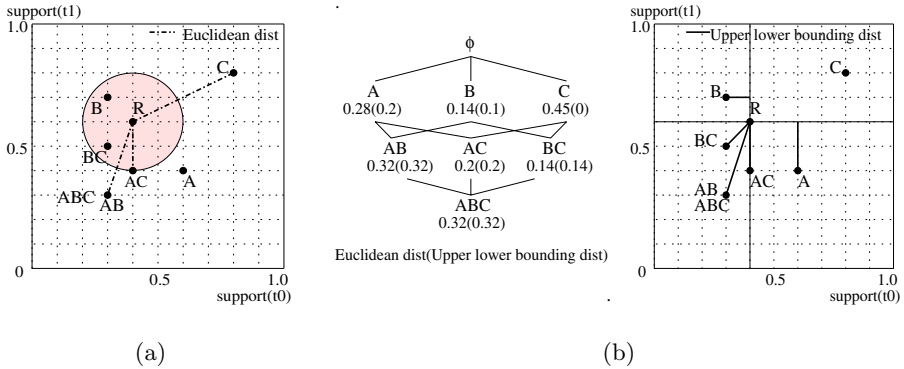 support(t1)
1.0
Euclidean dist
C
B
R
0.5
BC
AC
A
ABC
AB
0
0.5
1.0
support(t0)
(a)
ϕ
A B C
0.28(0.2) 0.14(0.1) 0.45(0)
AB AC BC
0.32(0.32) 0.2(0.2) 0.14(0.14)
ABC
0.32(0.32)
Euclidean dist(Upper lower bounding dist)
support(t1)
1.0
Upper lower bounding dist
C
B
R
0.5
BC
AC
A
AB
ABC
0
0.5
1.0
support(t0)
(b)